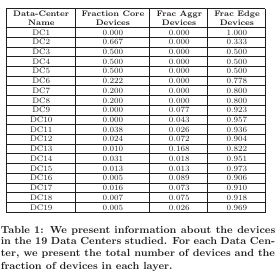 Data-Center Name Fraction Core Devices Frac Aggr Devices Frac Edge Devices
DC1 0.000 0.000 1.000
DC2 0.667 0.000 0.333
DC3 0.500 0.000 0.500
DC4 0.500 0.000 0.500
DC5 0.500 0.000 0.500
DC6 0.222 0.000 0.778
DC7 0.200 0.000 0.800
DC8 0.200 0.000 0.800
DC9 0.000 0.077 0.923
DC10 0.000 0.043 0.957
DC11 0.038 0.026 0.936
DC12 0.024 0.072 0.904
DC13 0.010 0.168 0.822
DC14 0.031 0.018 0.951
DC15 0.013 0.013 0.973
DC16 0.005 0.089 0.906
DC17 0.016 0.073 0.910
DC18 0.007 0.075 0.918
DC19 0.005 0.026 0.969
Table 1: We present information about the devices
in the 19 Data Centers studied. For each Data Cen-
ter, we present the total number of devices and the
fraction of devices in each layer.